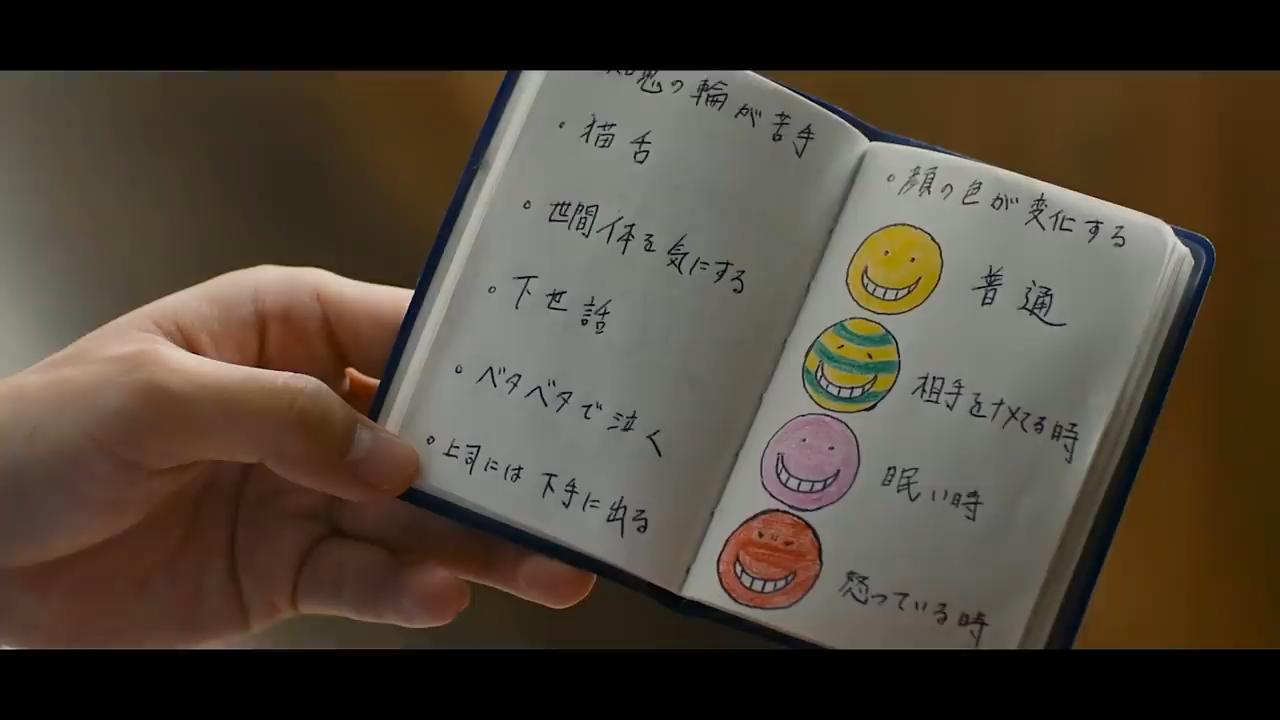 の輪が苦手
◦猫舌
◦世間体を気にする
◦下世話
◦ベタベタで泣く
◦上司には下手に出る
◦顔の色が変化する
普通
相手をナメてる時
眠い時
怒っている時